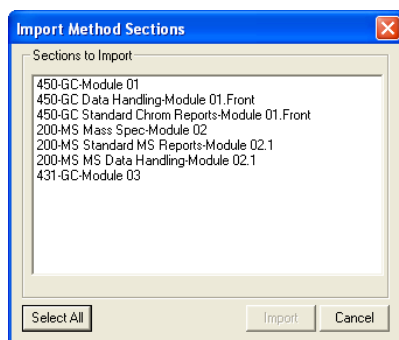 Import Method Sections
Sections to Import
450-GC-Module 01
450-GC Data Handling-Module 01.Front
450-GC Standard Chrom Reports-Module 01.Front
200-MS Mass Spec-Module 02
200-MS Standard MS Reports-Module 02.1
200-MS MS Data Handling-Module 02.1
431-GC-Module 03
Select All Import Cancel